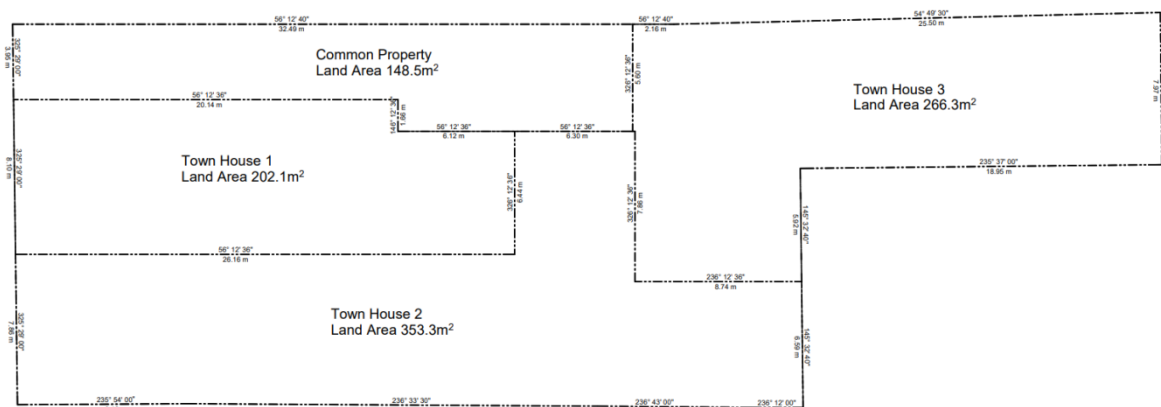 56° 12' 40"
32.49 m
56° 12' 40"
2.16 m
54° 49' 30"
25.50 m
325° 29' 00"
3.95 m
Common Property
Land Area 148.5m²
326° 12' 36"
5.60 m
Town House 3
Land Area 266.3m²
7.97 m
56° 12' 36"
20.14 m
146° 12' 36"
1.66 m
56° 12' 36"
6.12 m
56° 12' 36"
6.30 m
325° 29' 00"
8.10 m
Town House 1
Land Area 202.1m²
326° 12' 36"
6.44 m
326° 12' 36"
7.86 m
235° 37' 00"
18.95 m
145° 32' 40"
5.92 m
56° 12' 36"
26.16 m
236° 12' 36"
8.74 m
325° 29' 00"
7.86 m
Town House 2
Land Area 353.3m²
145° 32' 40"
6.59 m
235° 54' 00"
236° 33' 30"
236° 43' 00"
236° 12' 00"